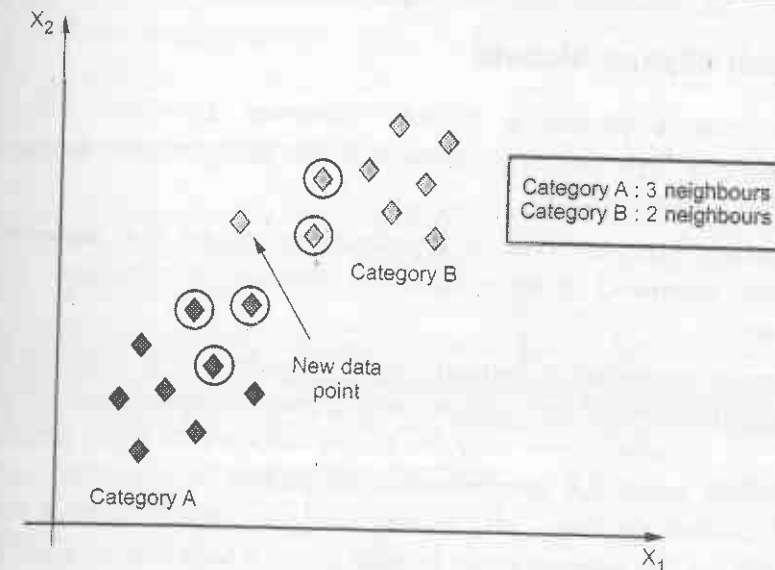 X2
Category A : 3 neighbours
Category B : 2 neighbours
Category B
New data
point
Category A
X1